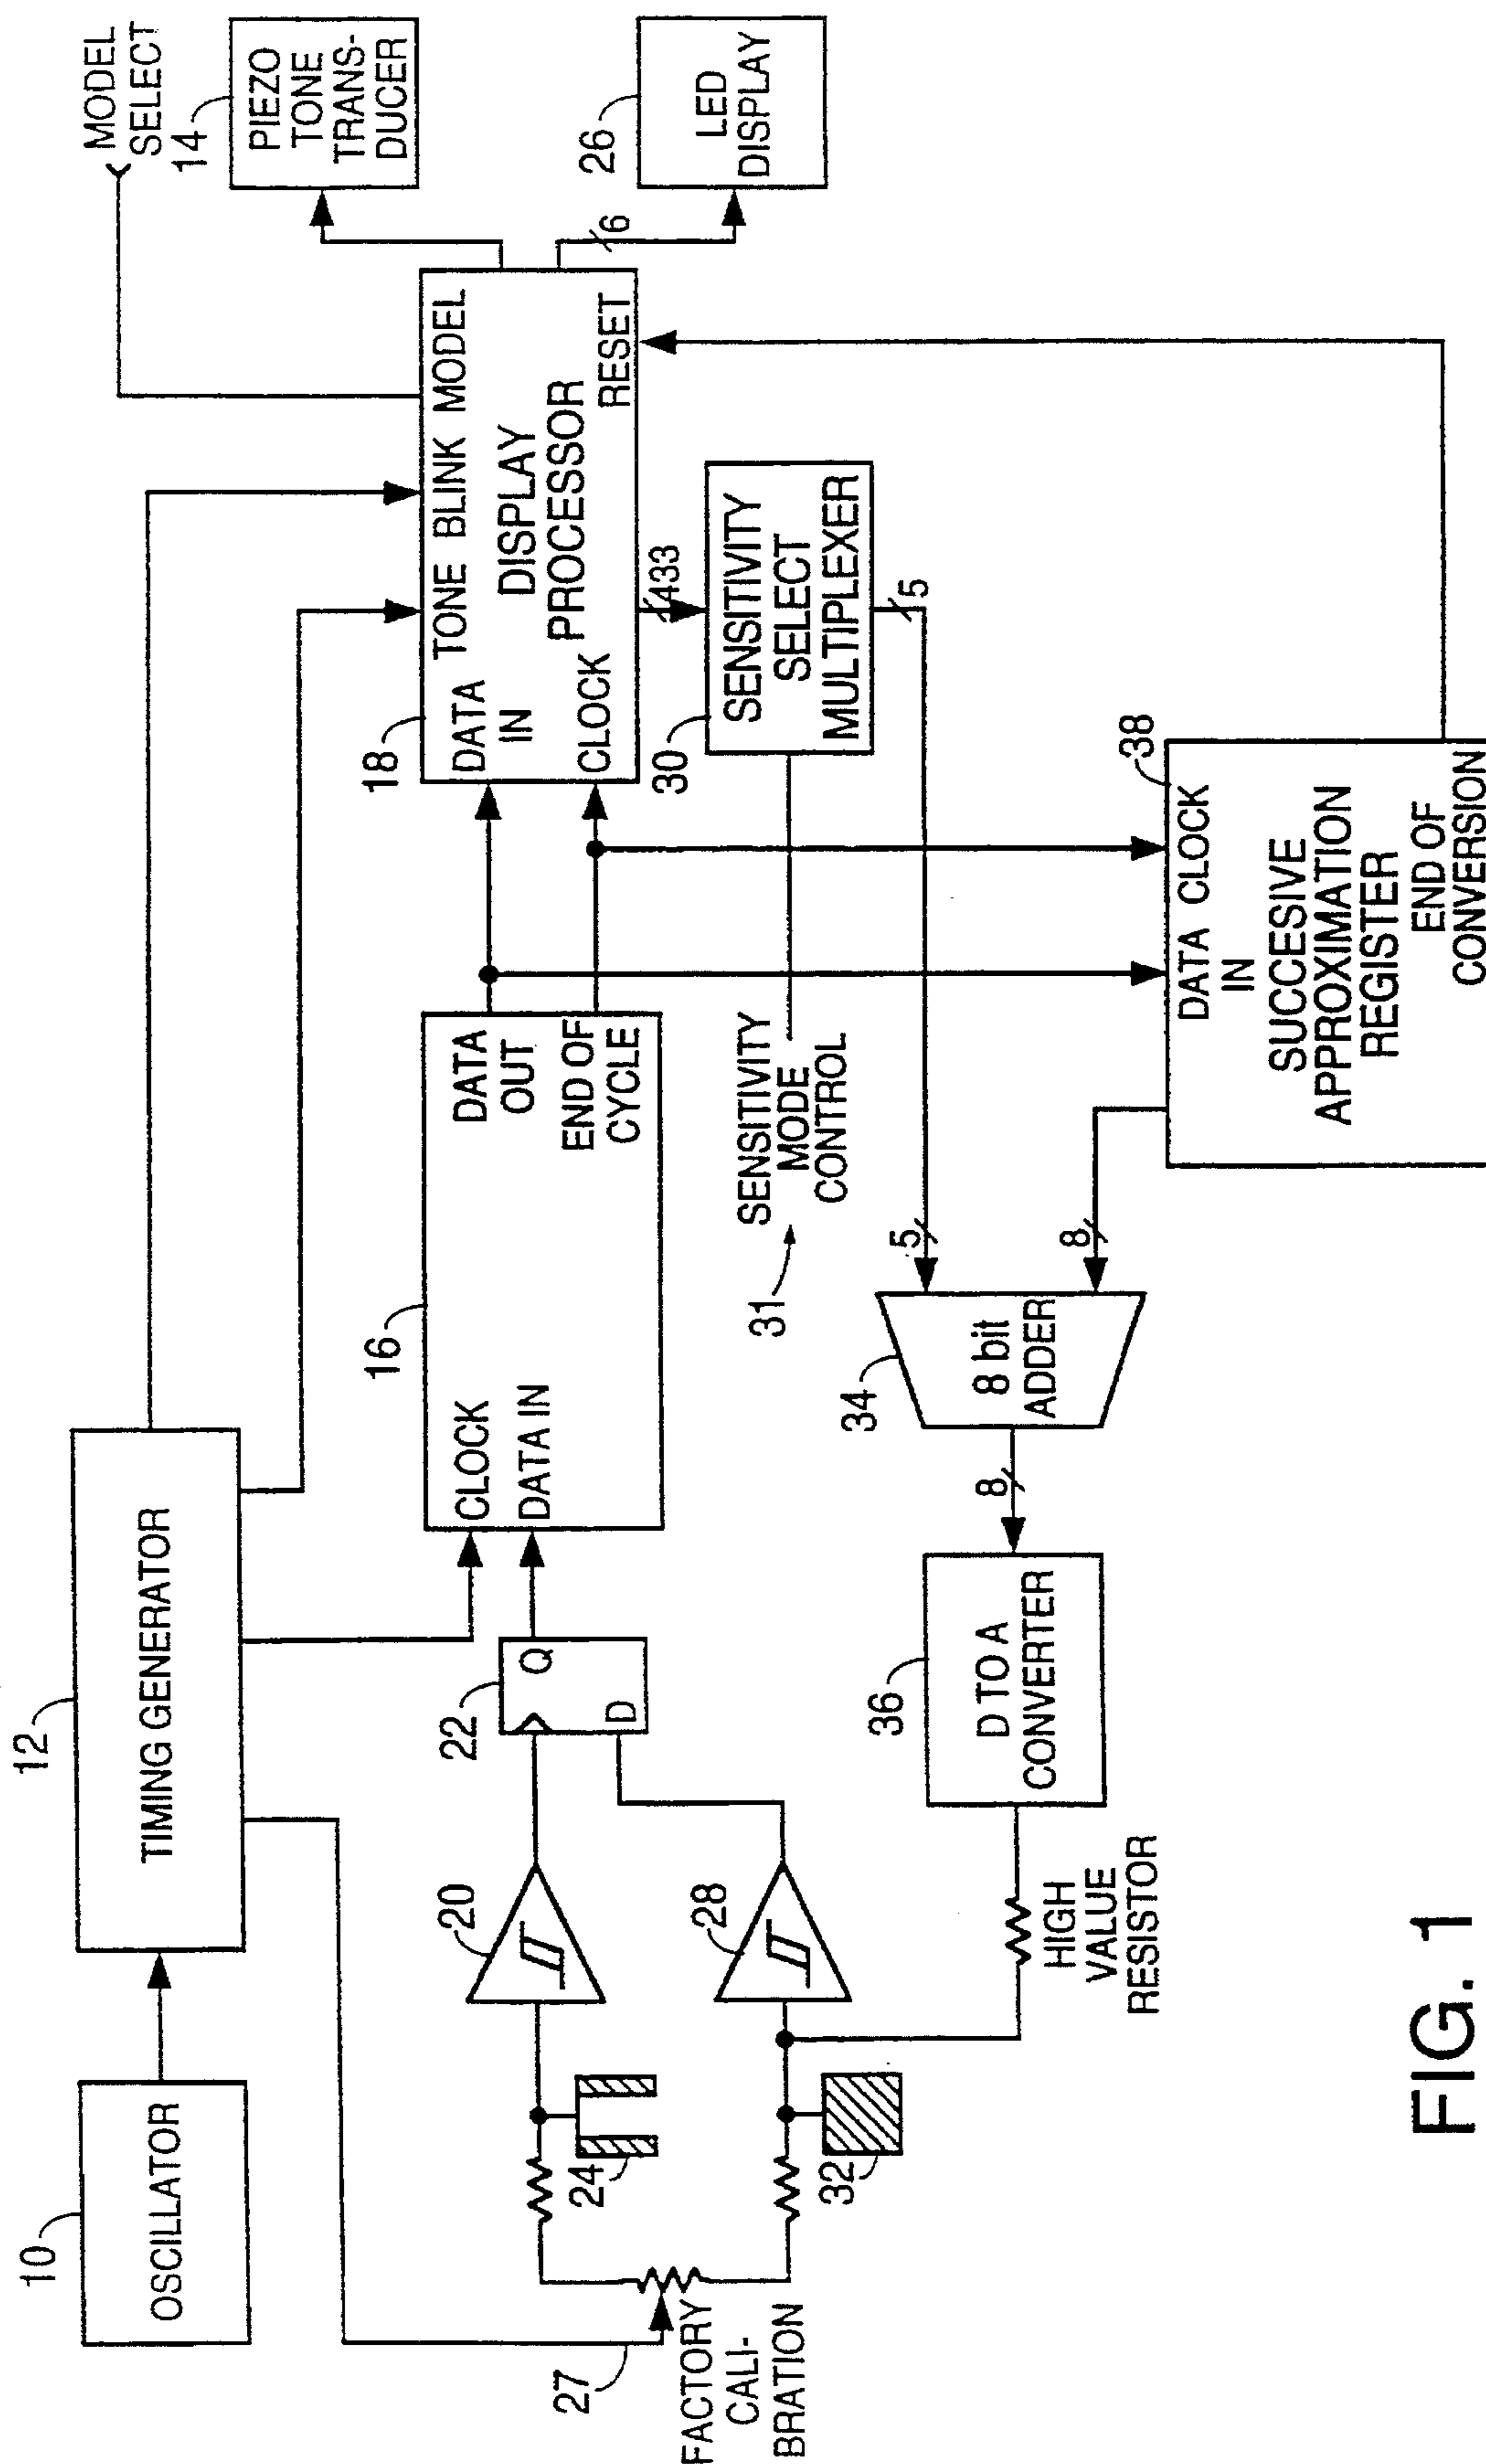 10
OSCILLATOR
12
TIMING GENERATOR
MODEL
SELECT
14
PIEZO
TONE
TRANS-
DUCER
26
LED
DISPLAY
6
18
TONE BLINK MODEL
DATA
IN
DISPLAY
PROCESSOR
CLOCK
RESET
433
30
SENSITIVITY
SELECT
MULTIPLEXER
5
16
CLOCK
DATA IN
DATA
OUT
END OF
CYCLE
31
SENSITIVITY
MODE
CONTROL
22
Q
D
20
28
24
32
27
FACTORY
CALI-
BRATION
HIGH
VALUE
RESISTOR
36
D TO A
CONVERTER
8
34
8 bit
ADDER
5
8
38
DATA CLOCK
IN
SUCCESIVE
APPROXIMATION
REGISTER
END OF
CONVERSION
FIG. 1